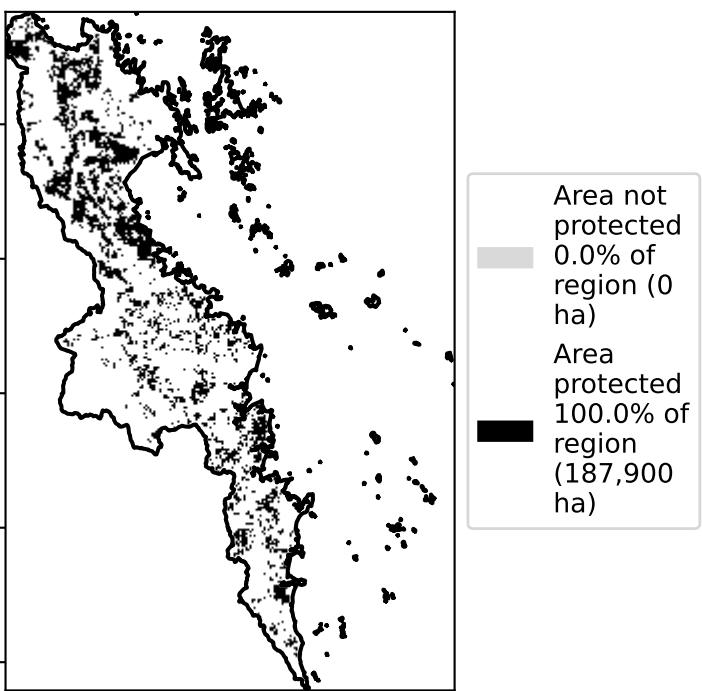 Area not
protected
0.0% of
region (0
ha)
Area
protected
100.0% of
region
(187,900
ha)